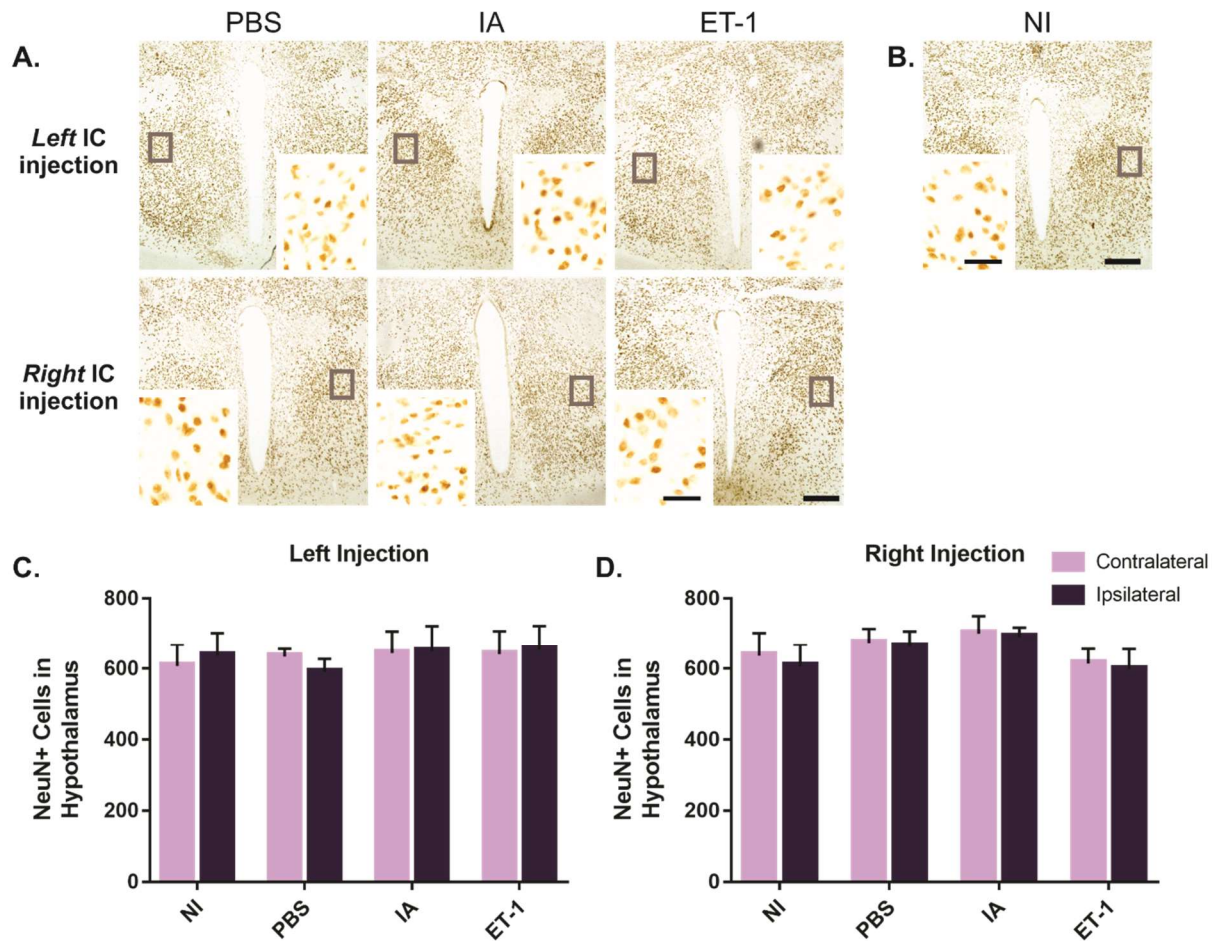 PBS
IA
ET-1
NI
A.
B.
Left IC
injection
Right IC
injection
C.
Left Injection
NeuN+ Cells in
Hypothalamus
800
600
400
200
0
NI
PBS
IA
ET-1
D.
Right Injection
Contralateral
Ipsilateral
NeuN+ Cells in
Hypothalamus
800
600
400
200
0
NI
PBS
IA
ET-1